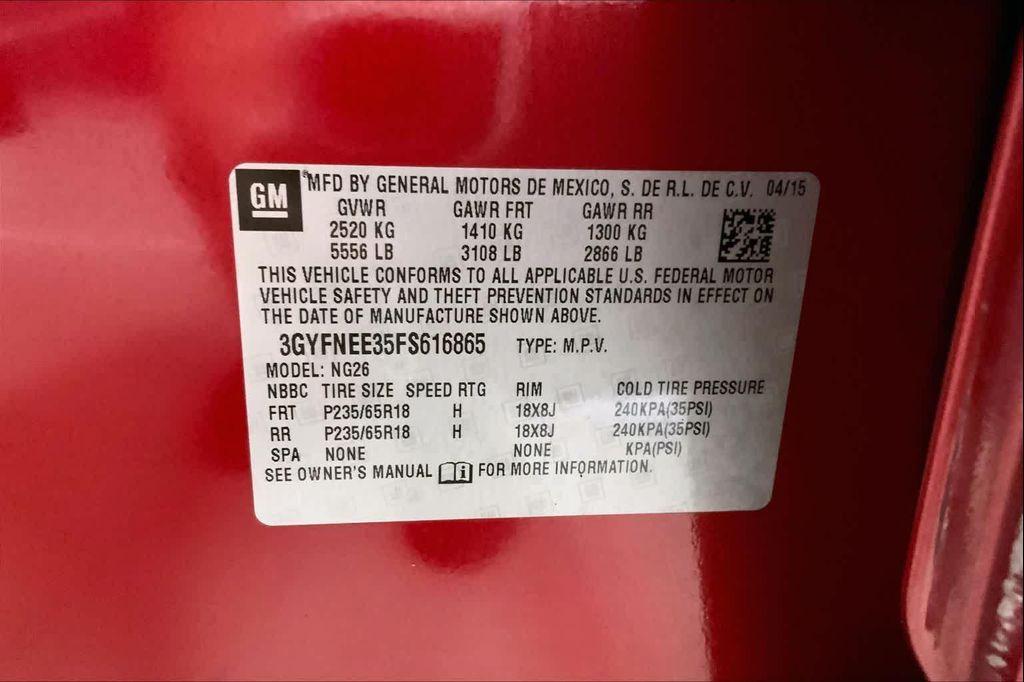 GM
MFD BY GENERAL MOTORS DE MEXICO, S. DE R.L. DE C.V. 04/15
GVWR GAWR FRT GAWR RR
2520 KG 1410 KG 1300 KG
5556 LB 3108 LB 2866 LB
THIS VEHICLE CONFORMS TO ALL APPLICABLE U.S. FEDERAL MOTOR
VEHICLE SAFETY AND THEFT PREVENTION STANDARDS IN EFFECT ON
THE DATE OF MANUFACTURE SHOWN ABOVE.
3GYFNEE35FS616865 TYPE: M.P.V.
MODEL: NG26
NBBC TIRE SIZE SPEED RTG RIM COLD TIRE PRESSURE
FRT P235/65R18 H 18X8J 240KPA(35PSI)
RR P235/65R18 H 18X8J 240KPA(35PSI)
SPA NONE NONE KPA(PSI)
SEE OWNER'S MANUAL FOR MORE INFORMATION.